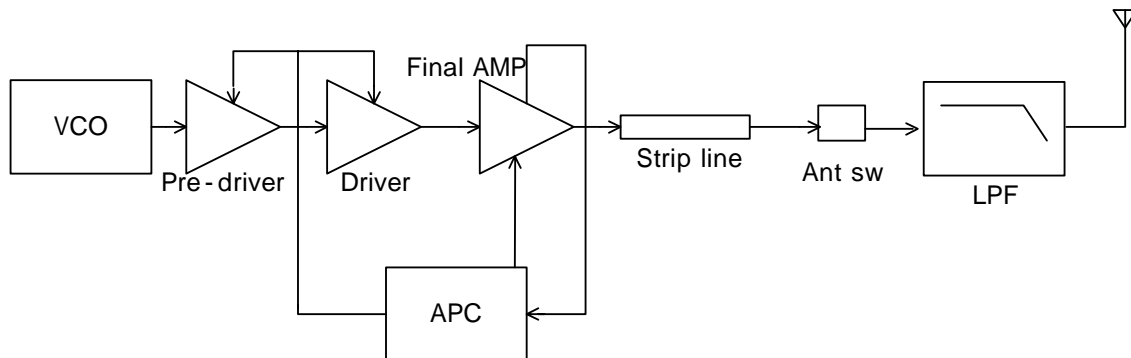 Final AMP
VCO
Pre-driver
Driver
Strip line
Ant sw
LPF
APC